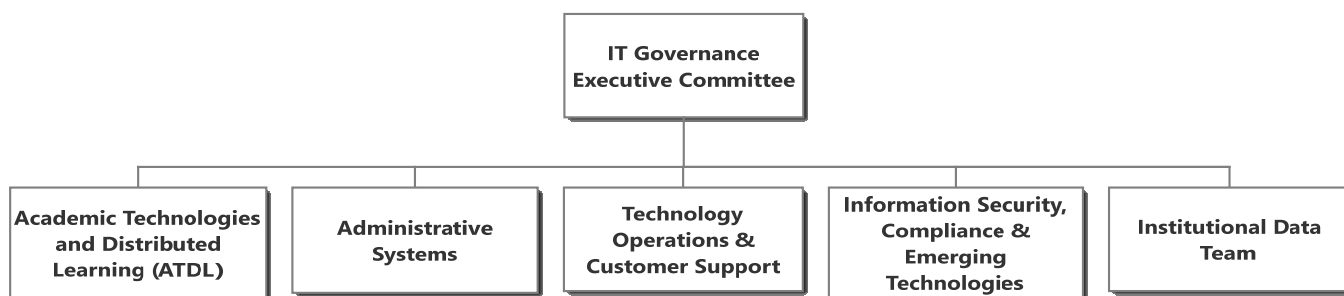 IT Governance
Executive Committee
Academic Technologies
and Distributed
Learning (ATDL)
Administrative
Systems
Technology
Operations &
Customer Support
Information Security,
Compliance &
Emerging
Technologies
Institutional Data
Team